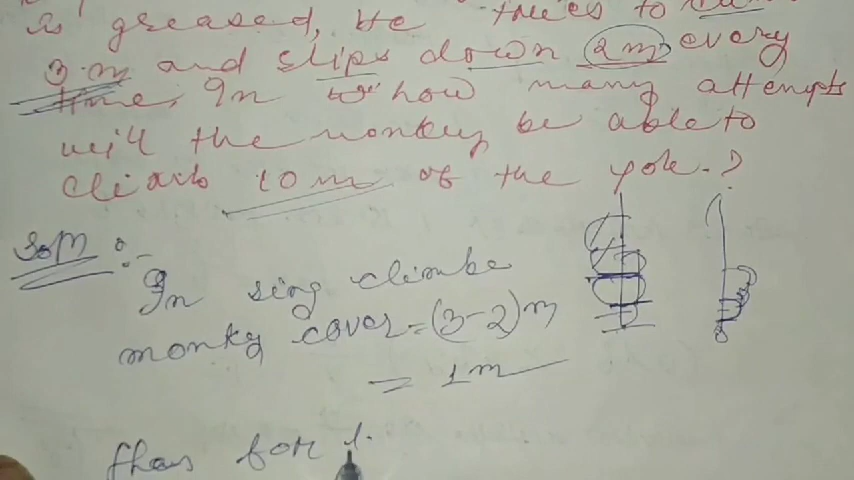 is greased, He tries to
3 m and slips down 2m every
time, In how many attempts
will the monkey be able to
climb 10 m of the pole.?
Soln :-
In sing climbe
monky cover = (3-2)m
= 1m
for 1.